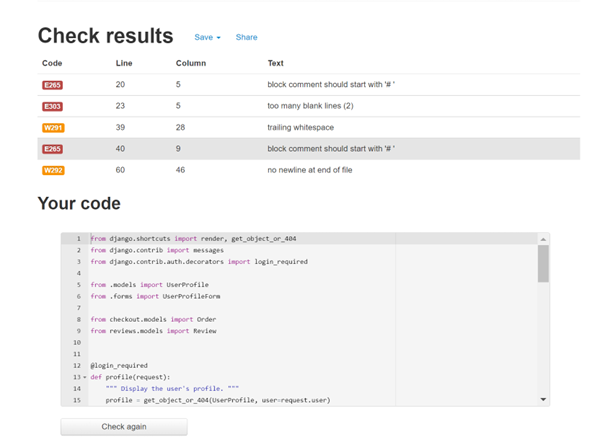 Check results Save Share
Code Line Column Text
E265 20 5 block comment should start with '# '
E303 23 5 too many blank lines (2)
W291 39 28 trailing whitespace
E265 40 9 block comment should start with '# '
W292 60 46 no newline at end of file
Your code
1 from django.shortcuts import render, get_object_or_404
2 from django.contrib import messages
3 from django.contrib.auth.decorators import login_required
4
5 from .models import UserProfile
6 from .forms import UserProfileForm
7
8 from checkout.models import Order
9 from reviews.models import Review
10
11
12 @login_required
13 def profile(request):
14 """ Display the user's profile. """
15 profile = get_object_or_404(UserProfile, user=request.user)
Check again